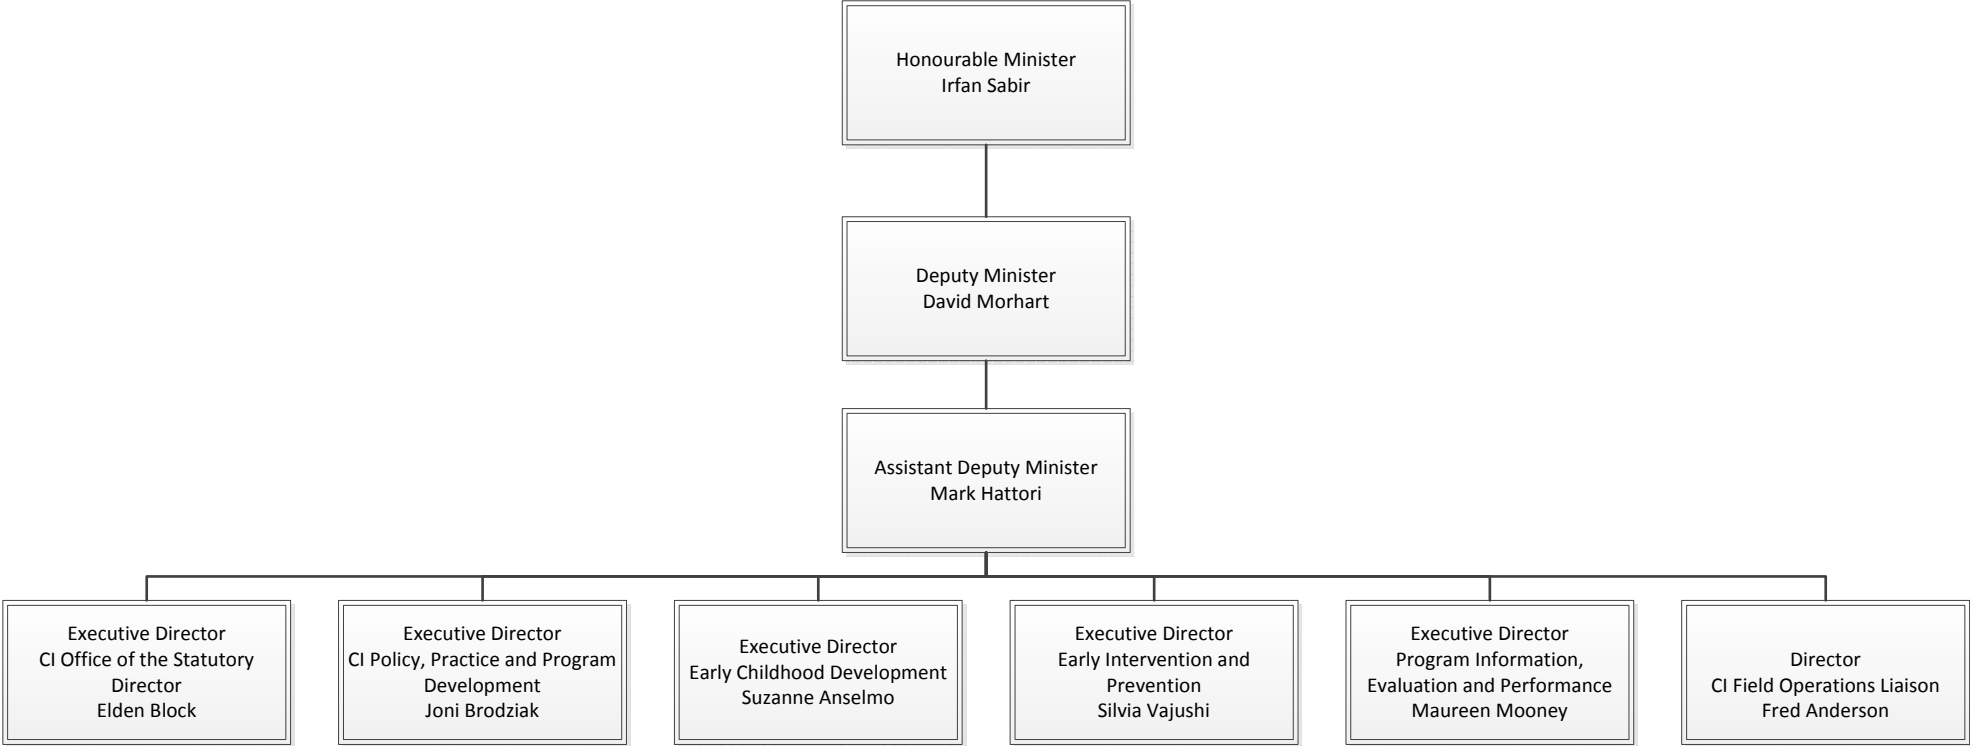 Honourable Minister
Irfan Sabir
Deputy Minister
David Morhart
Assistant Deputy Minister
Mark Hattori
Executive Director
CI Office of the Statutory
Director
Elden Block
Executive Director
CI Policy, Practice and Program
Development
Joni Brodziak
Executive Director
Early Childhood Development
Suzanne Anselmo
Executive Director
Early Intervention and
Prevention
Silvia Vajushi
Executive Director
Program Information,
Evaluation and Performance
Maureen Mooney
Director
CI Field Operations Liaison
Fred Anderson